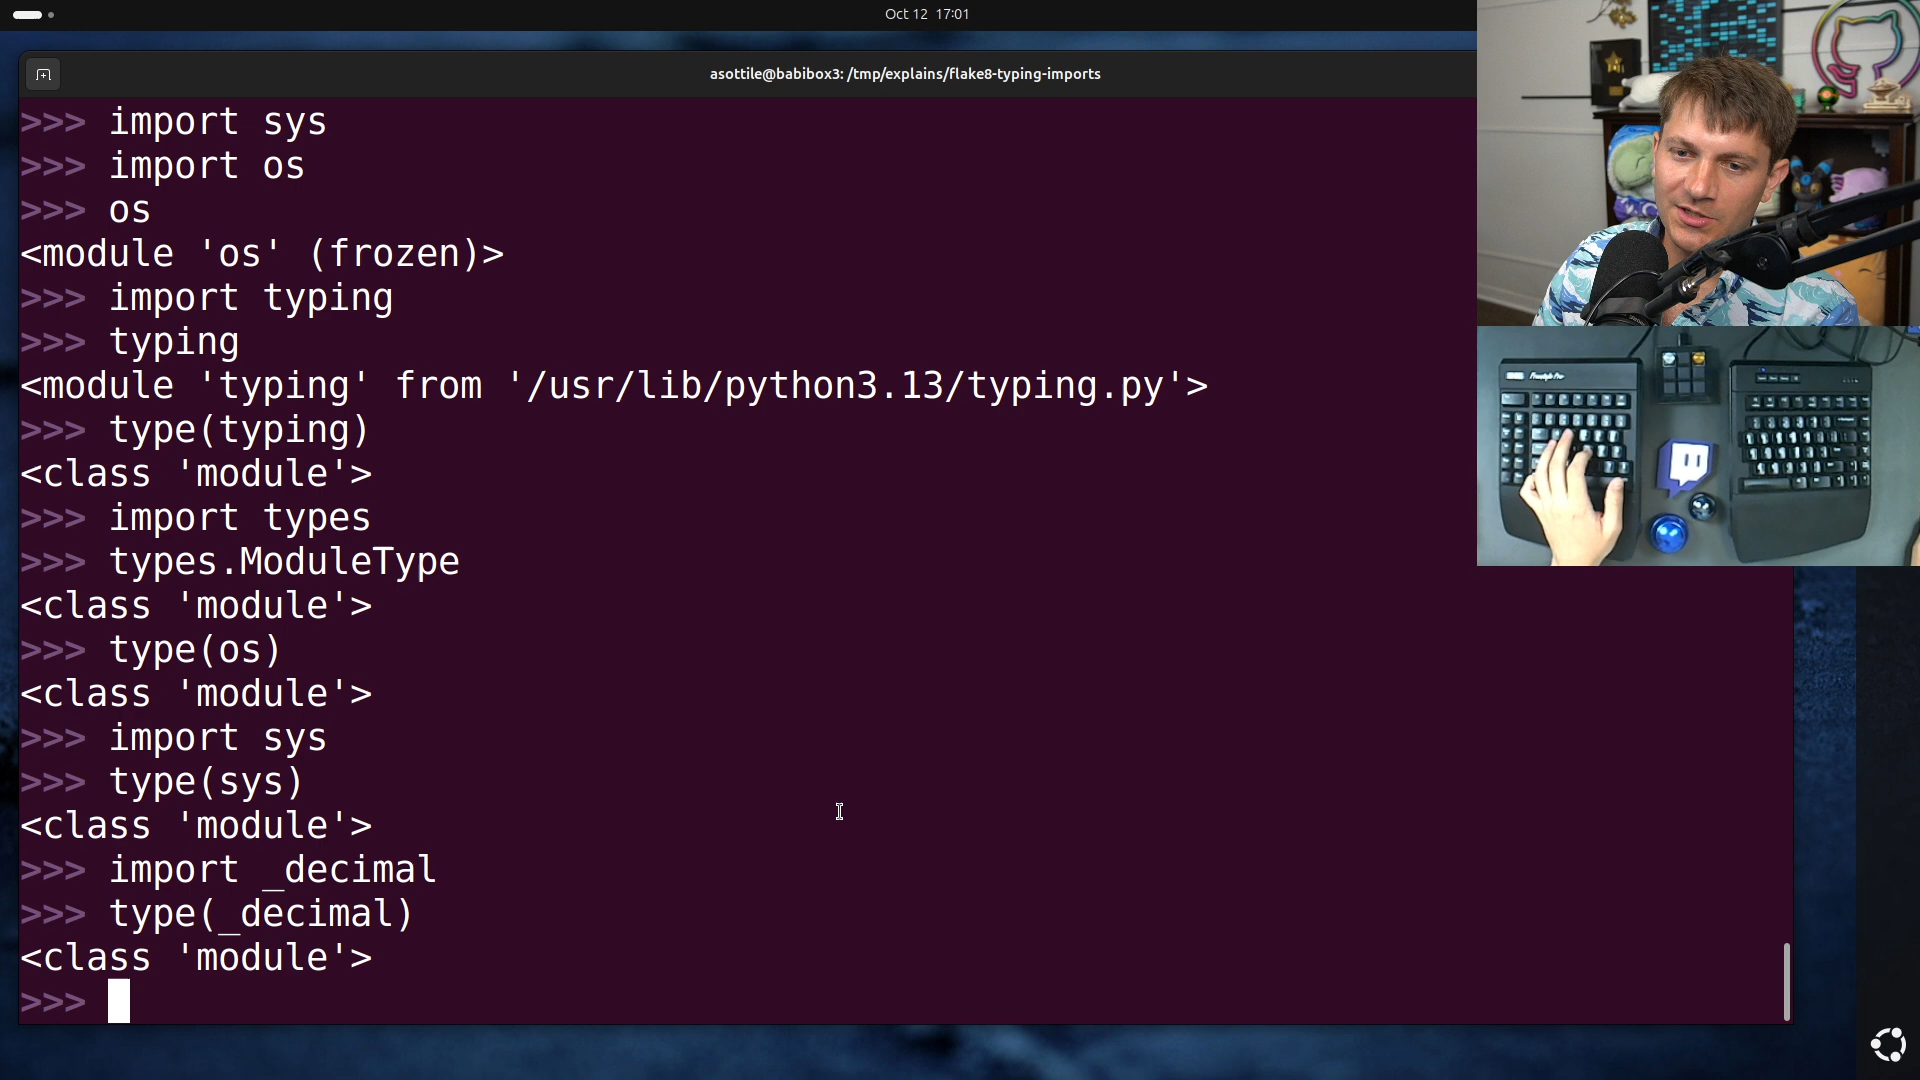 Oct 12 17:01
asottile@babibox3: /tmp/explains/flake8-typing-imports
>>> import sys
>>> import os
>>> os
<module 'os' (frozen)>
>>> import typing
>>> typing
<module 'typing' from '/usr/lib/python3.13/typing.py'>
>>> type(typing)
<class 'module'>
>>> import types
>>> types.ModuleType
<class 'module'>
>>> type(os)
<class 'module'>
>>> import sys
>>> type(sys)
<class 'module'>
>>> import _decimal
>>> type(_decimal)
<class 'module'>
>>>
Freestyle Pro